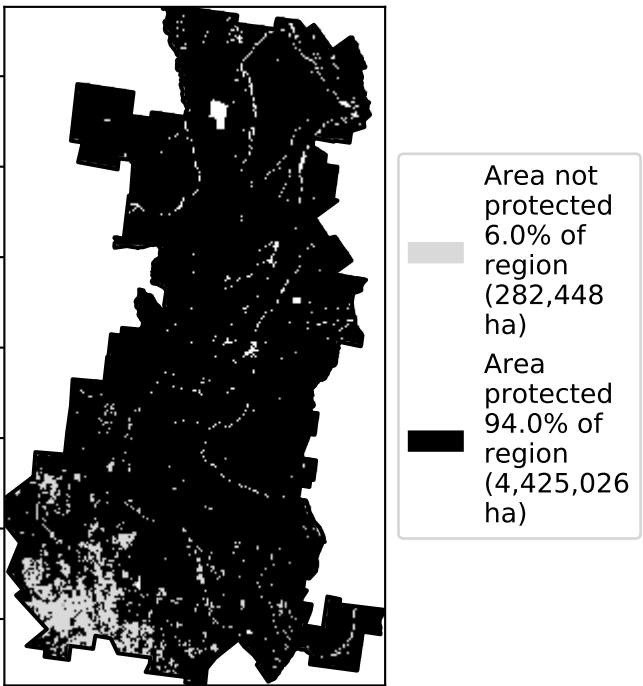 Area not
protected
6.0% of
region
(282,448
ha)
Area
protected
94.0% of
region
(4,425,026
ha)